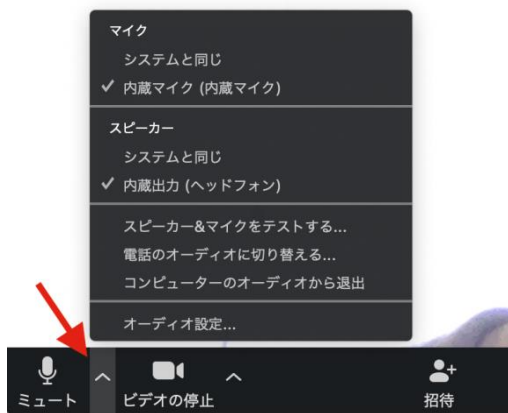 マイク
システムと同じ
内蔵マイク (内蔵マイク)
スピーカー
システムと同じ
内蔵出力 (ヘッドフォン)
スピーカー&マイクをテストする...
電話のオーディオに切り替える...
コンピューターのオーディオから退出
オーディオ設定...
ミュート
ビデオの停止
招待